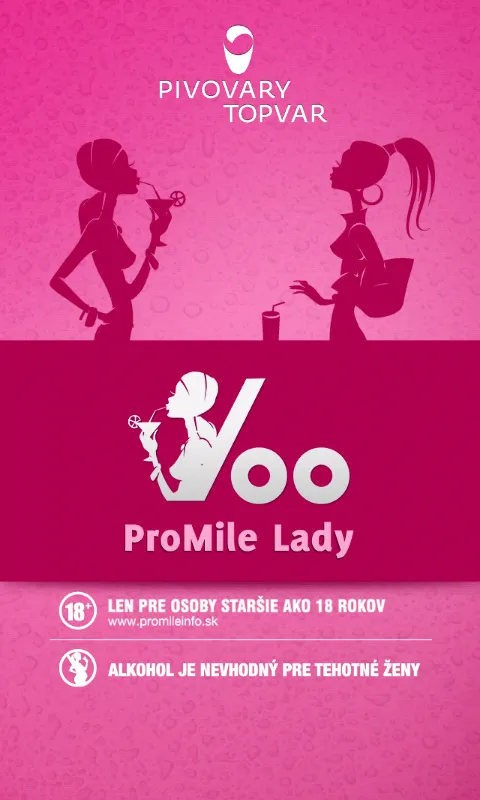 PIVOVARY
TOPVAR
‰
ProMile Lady
18+
LEN PRE OSOBY STARŠIE AKO 18 ROKOV
www.promileinfo.sk
ALKOHOL JE NEVHODNÝ PRE TEHOTNÉ ŽENY